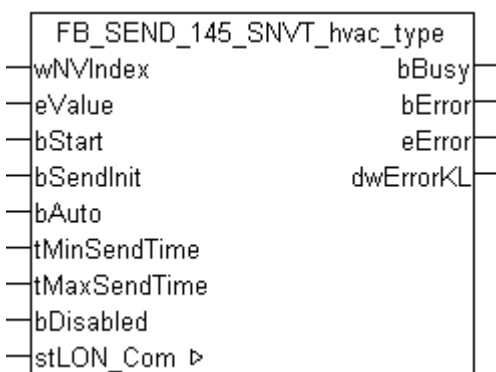 FB_SEND_145_SNVT_hvac_type
wNVIndex bBusy
eValue bError
bStart eError
bSendInit dwErrorKL
bAuto
tMinSendTime
tMaxSendTime
bDisabled
stLON_Com ▷